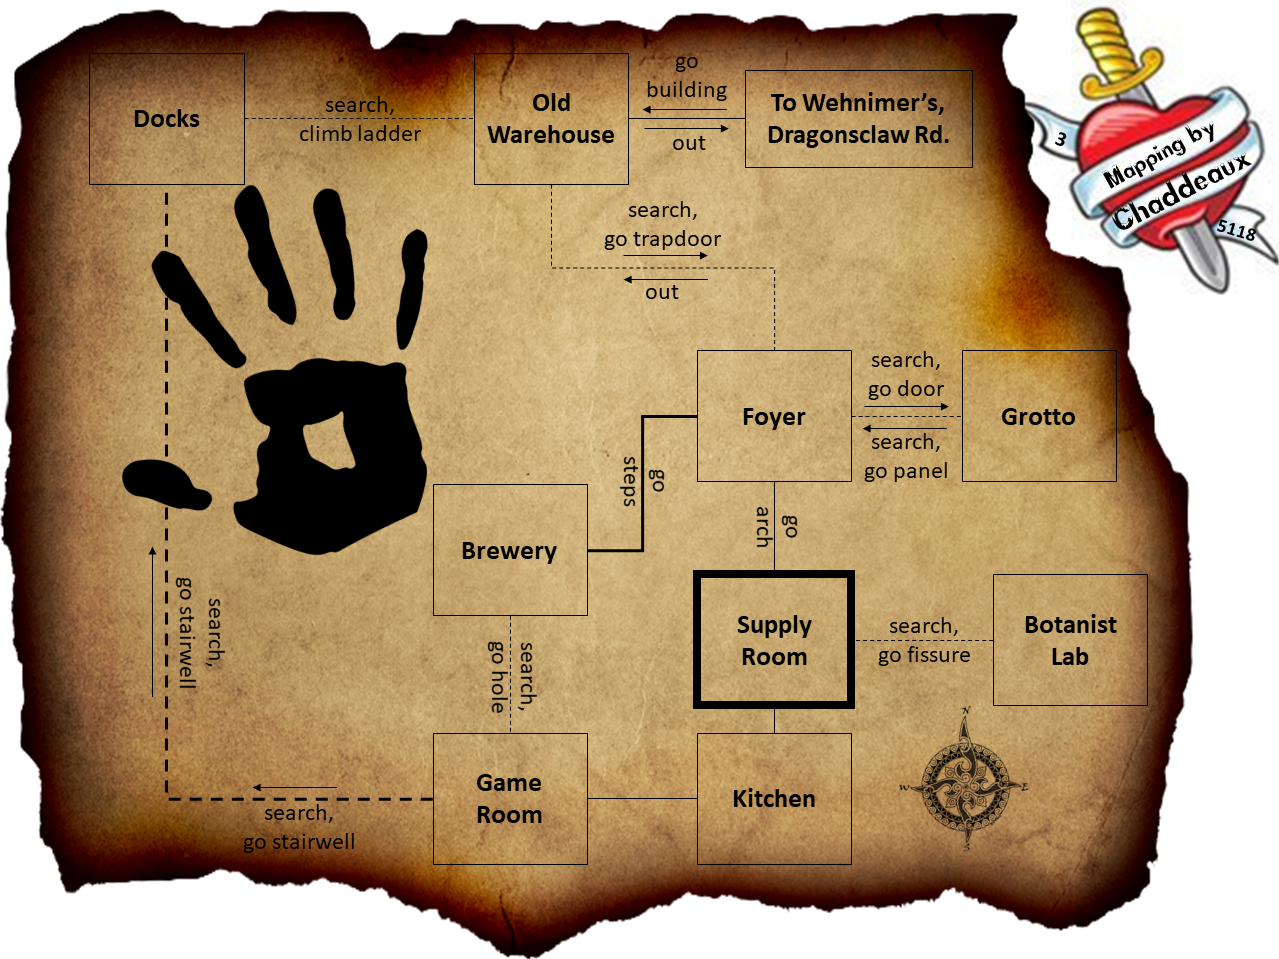 Docks
search,
climb ladder
Old
Warehouse
go
building
out
To Wehnimer's,
Dragonsclaw Rd.
3
Mapping by
Chaddeaux
5118
search,
go trapdoor
out
Foyer
search,
go door
search,
go panel
Grotto
go
steps
Brewery
go
arch
Supply
Room
search,
go fissure
Botanist
Lab
search,
go stairwell
search,
go hole
Game
Room
Kitchen
search,
go stairwell
N
W
E
S